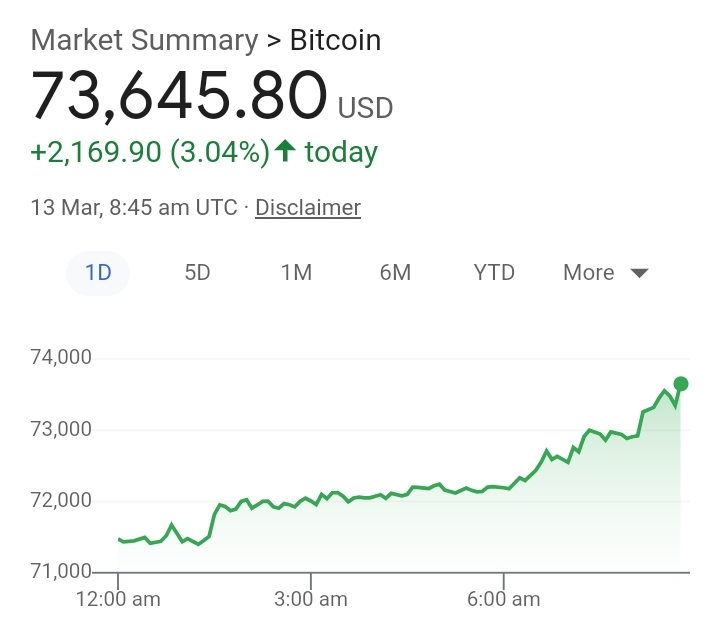 Market Summary > Bitcoin
73,645.80 USD
+2,169.90 (3.04%)↑ today
13 Mar, 8:45 am UTC · Disclaimer
1D 5D 1M 6M YTD More
74,000
73,000
72,000
71,000
12:00 am 3:00 am 6:00 am